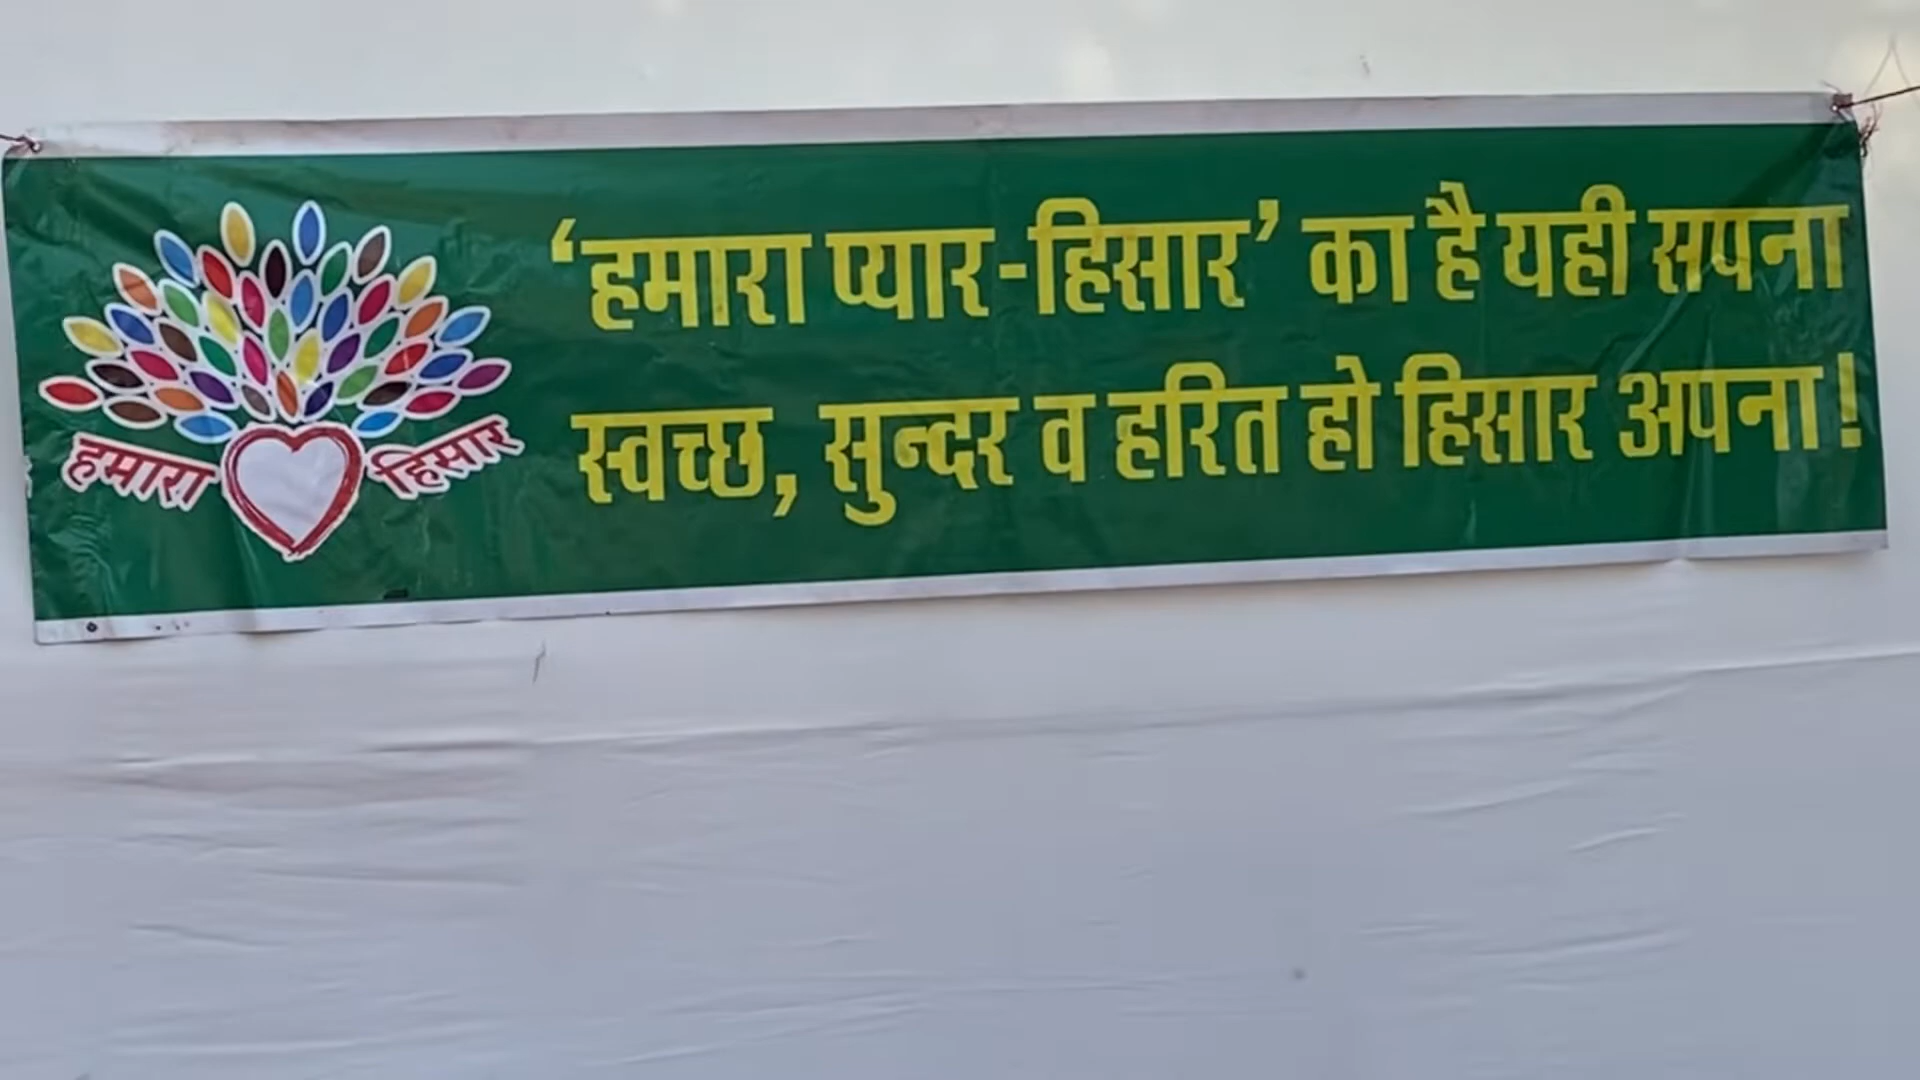 हमारा हिसार
‘हमारा प्यार-हिसार’ का है यही सपना
स्वच्छ, सुन्दर व हरित हो हिसार अपना!